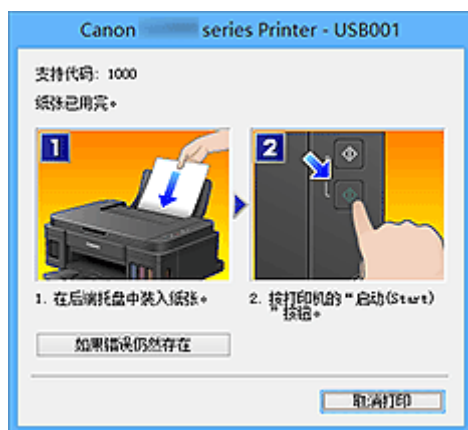 Canon series Printer - USB001
支持代码: 1000
纸张已用完。
1
2
1. 在后端托盘中装入纸张。
2. 按打印机的“启动(Start)
”按钮。
如果错误仍然存在
取消打印